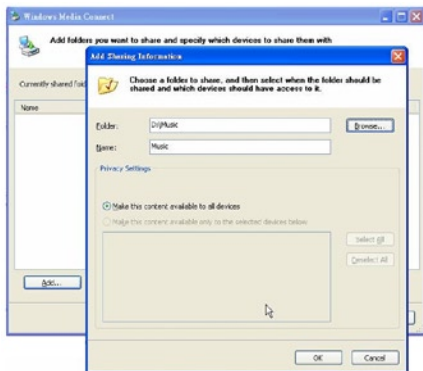 Windows Media Connect
Add folders you want to share and specify which devices to share them with
Currently shared fold
Name
Add...
Add Sharing Information
Choose a folder to share, and then select when the folder should be
shared and which devices should have access to it.
Folder:
D:\Music
Browse...
Name:
Music
Privacy Settings
Make this content available to all devices
Make this content available only to the selected devices below.
Select All
Deselect All
OK
Cancel